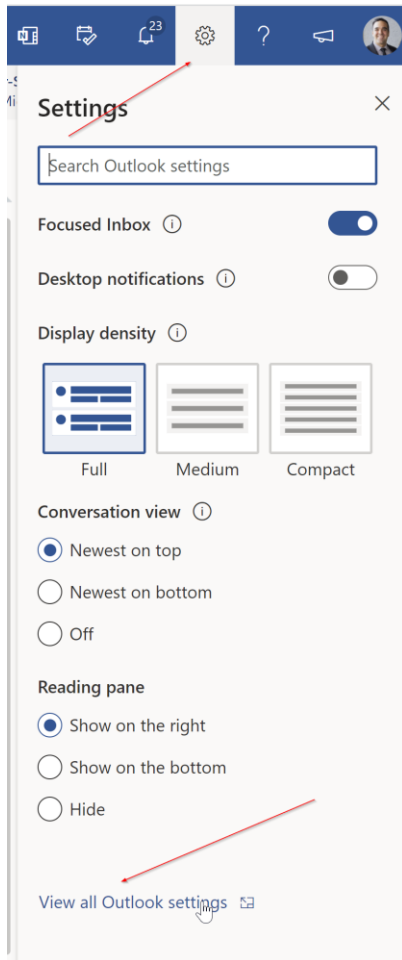 23
?
Settings
Search Outlook settings
Focused Inbox
Desktop notifications
Display density
Full Medium Compact
Conversation view
Newest on top
Newest on bottom
Off
Reading pane
Show on the right
Show on the bottom
Hide
View all Outlook settings